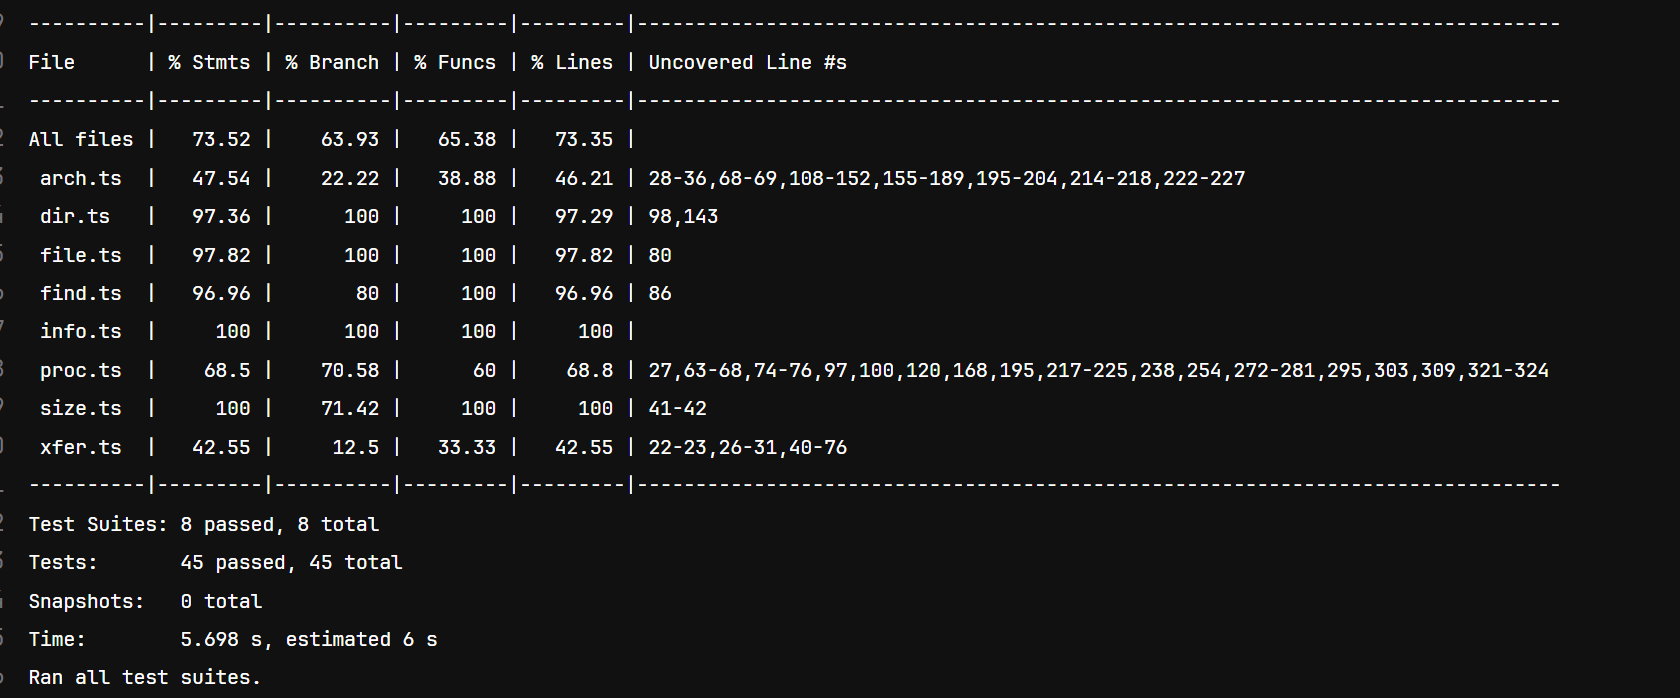 ----------|---------|----------|---------|---------|-------------------------------------------------------------------------------
File      | % Stmts | % Branch | % Funcs | % Lines | Uncovered Line #s
----------|---------|----------|---------|---------|-------------------------------------------------------------------------------
All files |   73.52 |    63.93 |   65.38 |   73.35 |
 arch.ts  |   47.54 |    22.22 |   38.88 |   46.21 | 28-36,68-69,108-152,155-189,195-204,214-218,222-227
 dir.ts   |   97.36 |      100 |     100 |   97.29 | 98,143
 file.ts  |   97.82 |      100 |     100 |   97.82 | 80
 find.ts  |   96.96 |       80 |     100 |   96.96 | 86
 info.ts  |     100 |      100 |     100 |     100 |
 proc.ts  |    68.5 |    70.58 |      60 |    68.8 | 27,63-68,74-76,97,100,120,168,195,217-225,238,254,272-281,295,303,309,321-324
 size.ts  |     100 |    71.42 |     100 |     100 | 41-42
 xfer.ts  |   42.55 |     12.5 |   33.33 |   42.55 | 22-23,26-31,40-76
----------|---------|----------|---------|---------|-------------------------------------------------------------------------------
Test Suites: 8 passed, 8 total
Tests:       45 passed, 45 total
Snapshots:   0 total
Time:        5.698 s, estimated 6 s
Ran all test suites.